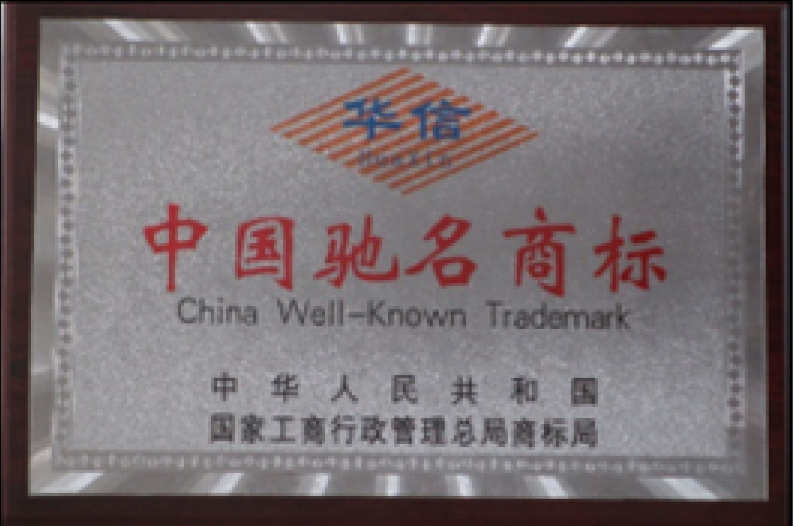 华信
HuaXin
中国驰名商标
China Well-Known Trademark
中华人民共和国
国家工商行政管理总局商标局